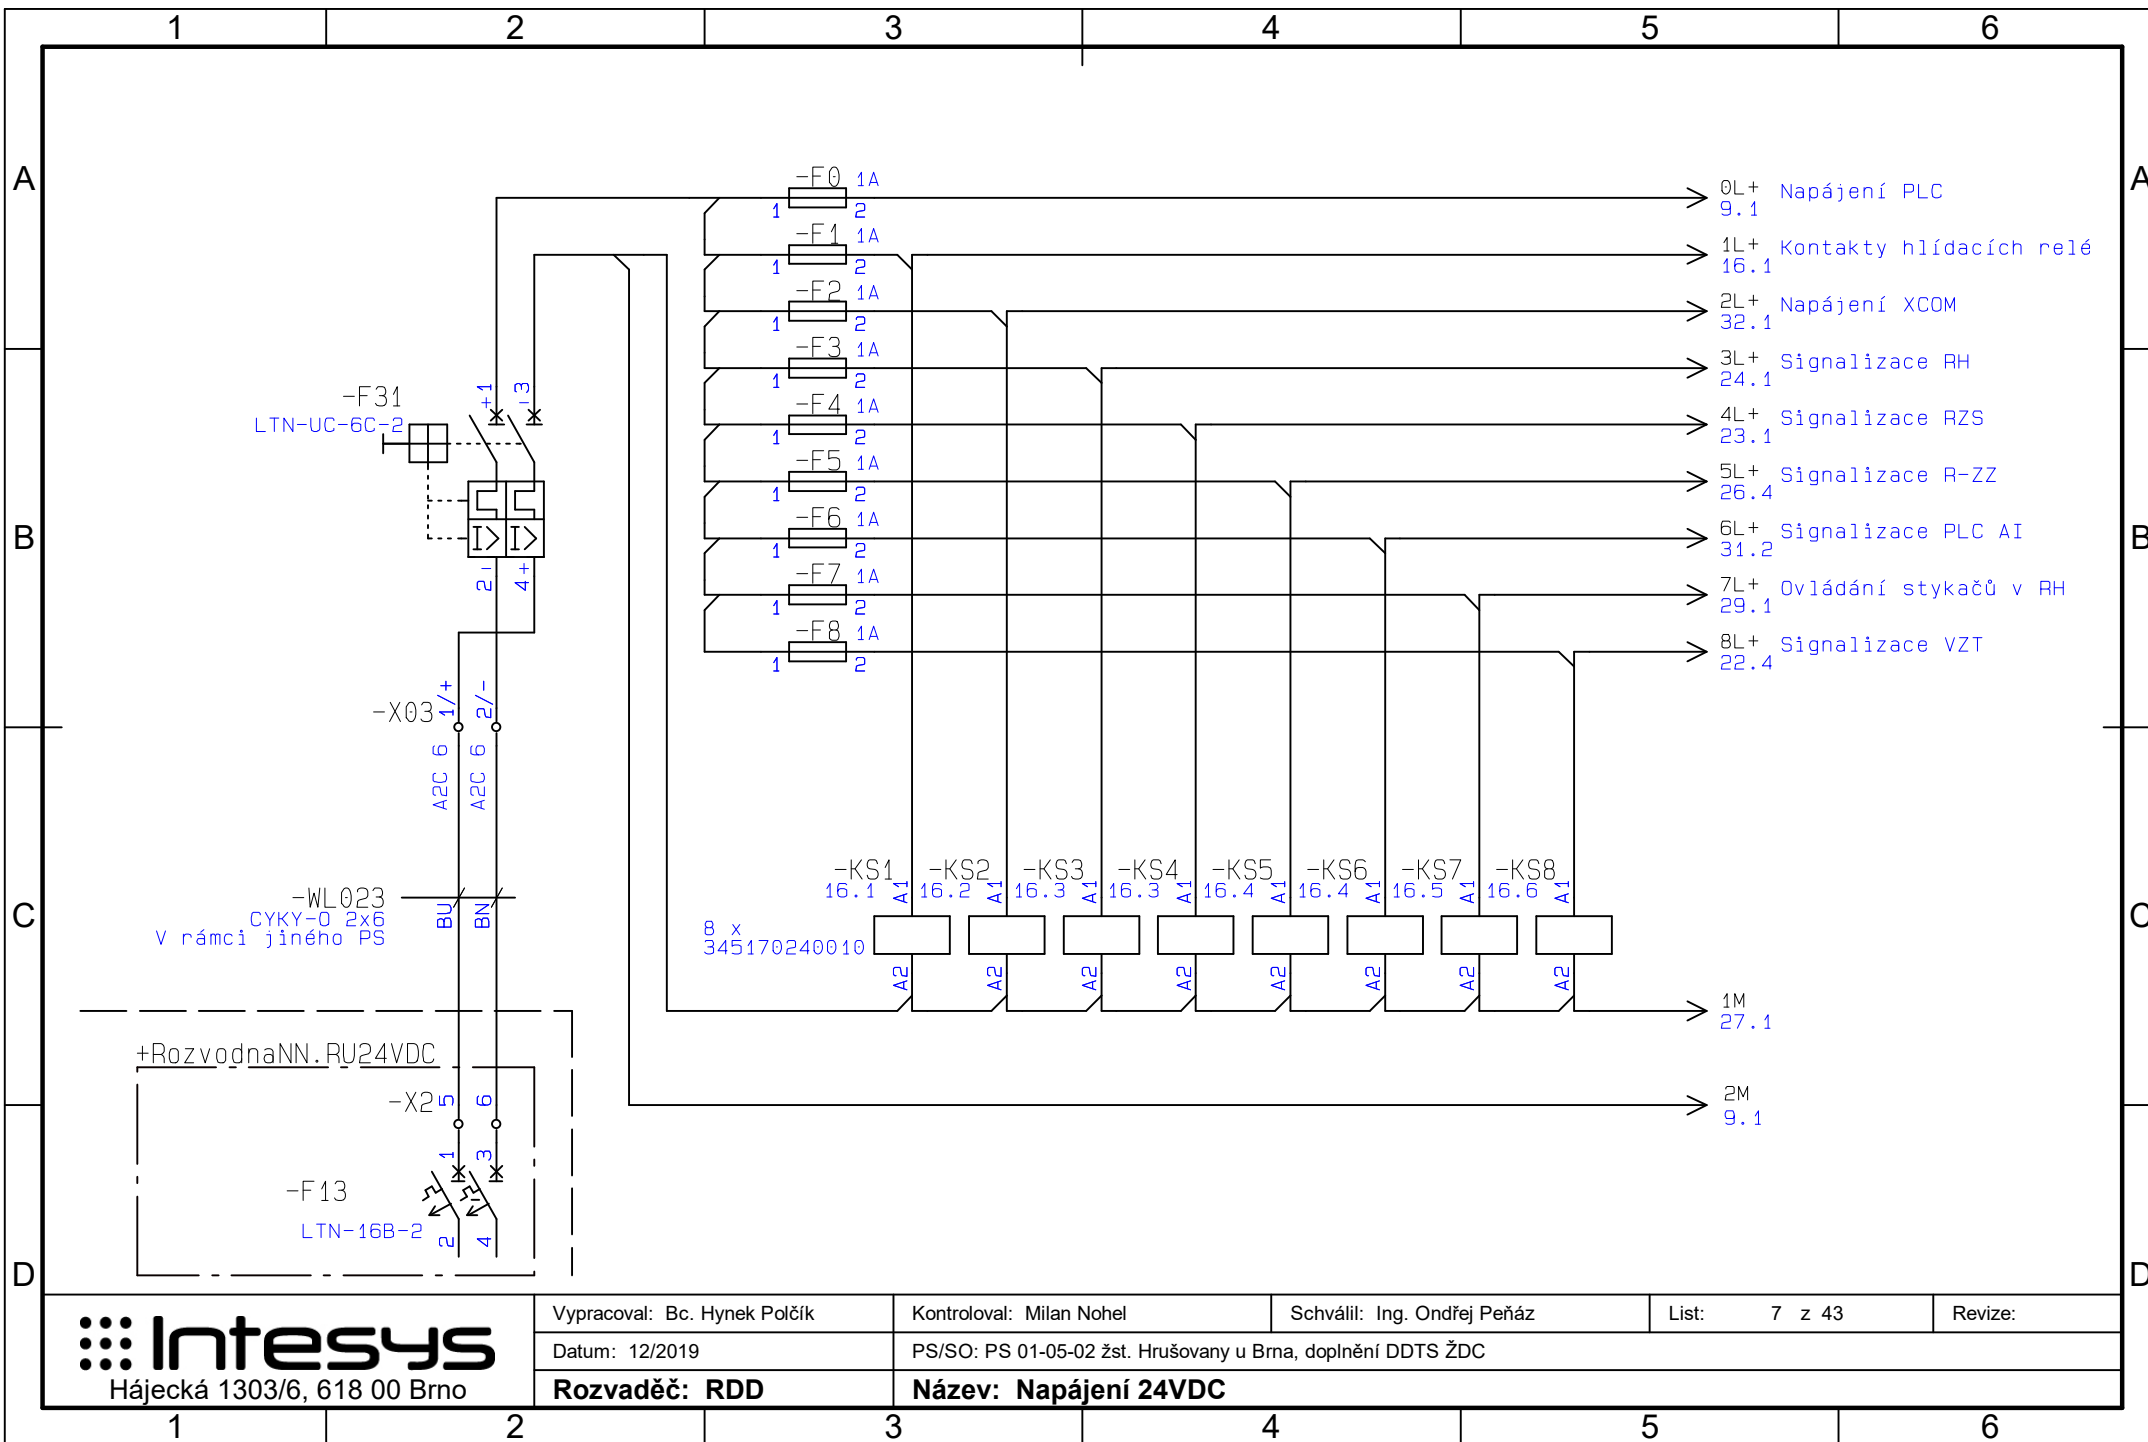 1 2 3 4 5 6
A A
-F0 1A
1 2
0L+ Napájení PLC
9.1
-F1 1A
1 2
1L+ Kontakty hlídacích relé
16.1
-F2 1A
1 2
2L+ Napájení XCOM
32.1
-F3 1A
1 2
3L+ Signalizace RH
24.1
-F4 1A
1 2
4L+ Signalizace RZS
23.1
-F5 1A
1 2
5L+ Signalizace R-ZZ
26.4
-F6 1A
1 2
6L+ Signalizace PLC AI
31.2
-F7 1A
1 2
7L+ Ovládání stykačů v RH
29.1
-F8 1A
1 2
8L+ Signalizace VZT
22.4
-F31
LTN-UC-6C-2
+1 -3
I> I>
2- 4+
B B
-X03 1/+ 2/-
A2C 6 A2C 6
-WL023
CYKY-O 2x6
V rámci jiného PS
BU BN
C C
-KS1 -KS2 -KS3 -KS4 -KS5 -KS6 -KS7 -KS8
16.1 A1 16.2 A1 16.3 A1 16.3 A1 16.4 A1 16.4 A1 16.5 A1 16.6 A1
8 x
345170240010
A2 A2 A2 A2 A2 A2 A2 A2
1M
27.1
2M
9.1
+RozvodnaNN.RU24VDC
-X2 5 6
1 3
-F13
LTN-16B-2
2 4
D D
Intesys
Hájecká 1303/6, 618 00 Brno
Vypracoval: Bc. Hynek Polčík
Kontroloval: Milan Nohel
Schválil: Ing. Ondřej Peňáz
List: 7 z 43
Revize:
Datum: 12/2019
PS/SO: PS 01-05-02 žst. Hrušovany u Brna, doplnění DDTS ŽDC
Rozvaděč: RDD
Název: Napájení 24VDC
1 2 3 4 5 6